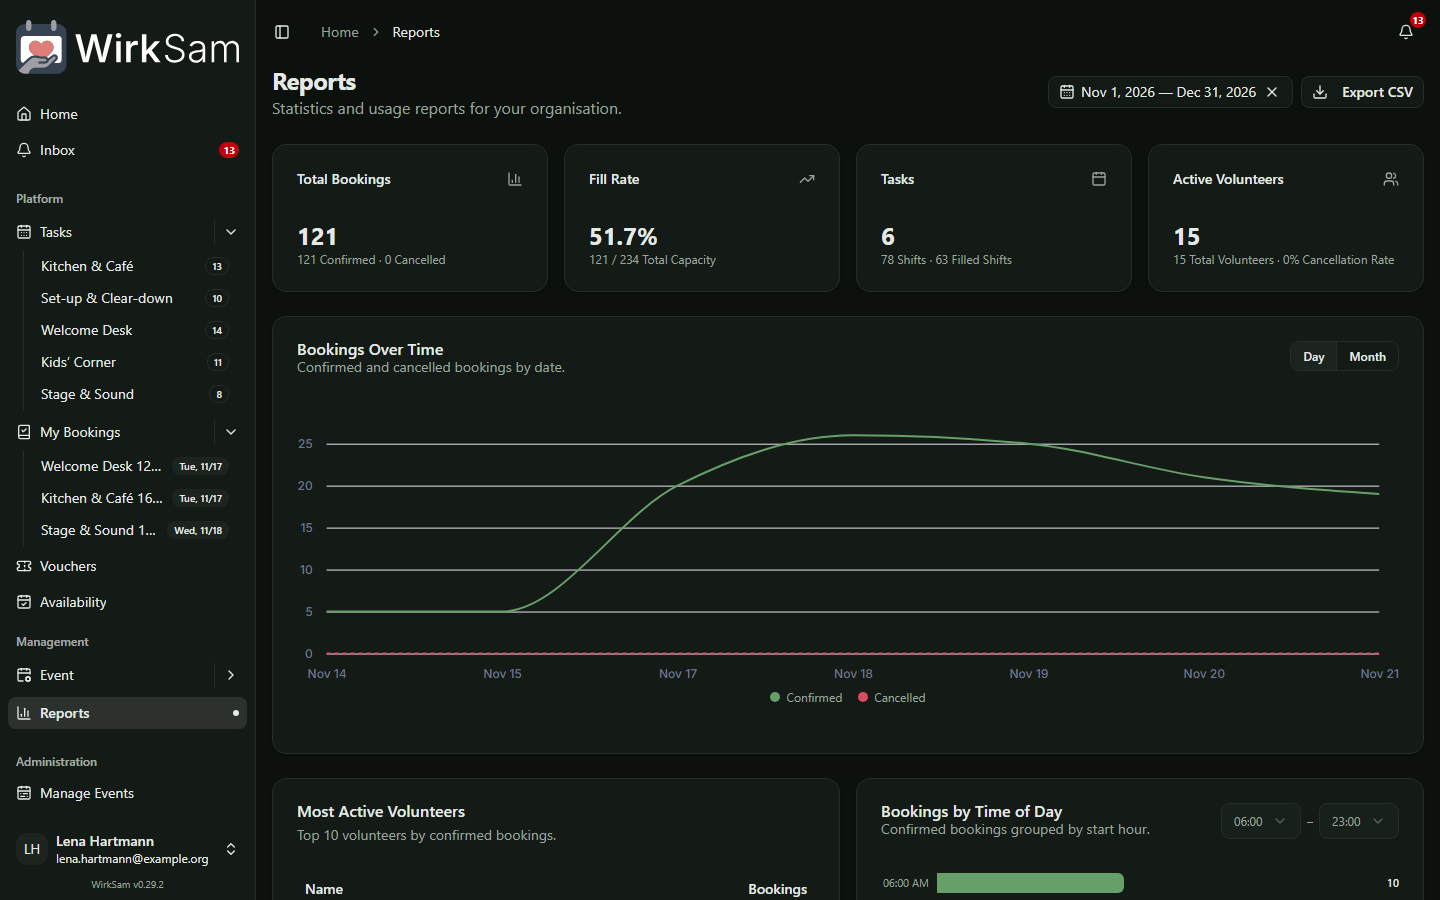 WirkSam
Home
Inbox
13
Platform
Tasks
Kitchen & Café
13
Set-up & Clear-down
10
Welcome Desk
14
Kids’ Corner
11
Stage & Sound
8
My Bookings
Welcome Desk 12...
Tue, 11/17
Kitchen & Café 16...
Tue, 11/17
Stage & Sound 1...
Wed, 11/18
Vouchers
Availability
Management
Event
Reports
Administration
Manage Events
LH
Lena Hartmann
lena.hartmann@example.org
WirkSam v0.29.2
Home
Reports
13
Reports
Statistics and usage reports for your organisation.
Nov 1, 2026 — Dec 31, 2026
Export CSV
Total Bookings
121
121 Confirmed · 0 Cancelled
Fill Rate
51.7%
121 / 234 Total Capacity
Tasks
6
78 Shifts · 63 Filled Shifts
Active Volunteers
15
15 Total Volunteers · 0% Cancellation Rate
Bookings Over Time
Confirmed and cancelled bookings by date.
Day
Month
25
20
15
10
5
0
Nov 14
Nov 15
Nov 17
Nov 18
Nov 19
Nov 20
Nov 21
Confirmed
Cancelled
Most Active Volunteers
Top 10 volunteers by confirmed bookings.
Name
Bookings
Bookings by Time of Day
Confirmed bookings grouped by start hour.
06:00
–
23:00
06:00 AM
10